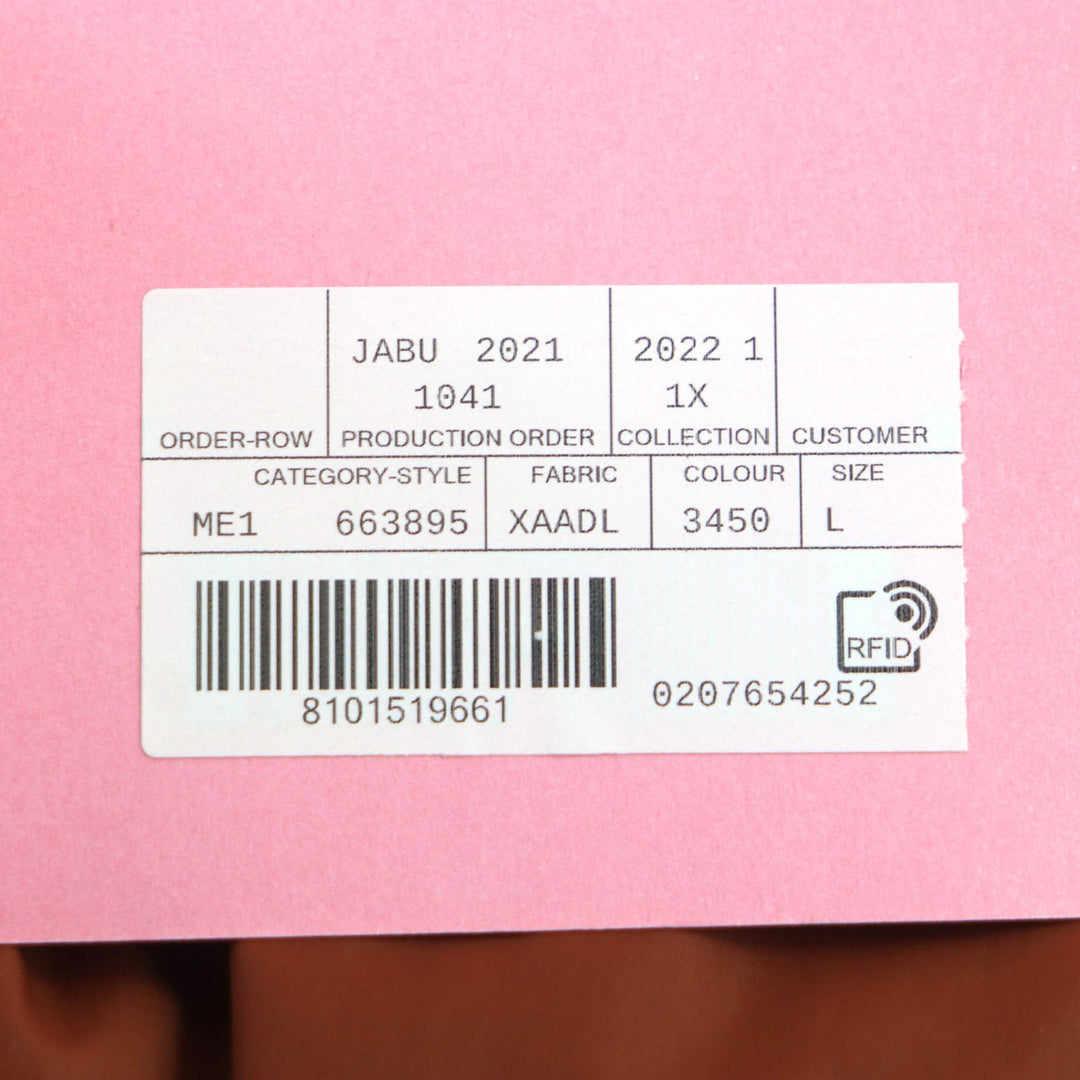 JABU 2021 2022 1
1041 1X
ORDER-ROW PRODUCTION ORDER COLLECTION CUSTOMER
CATEGORY-STYLE FABRIC COLOUR SIZE
ME1 663895 XAADL 3450 L
RFID
8101519661 0207654252